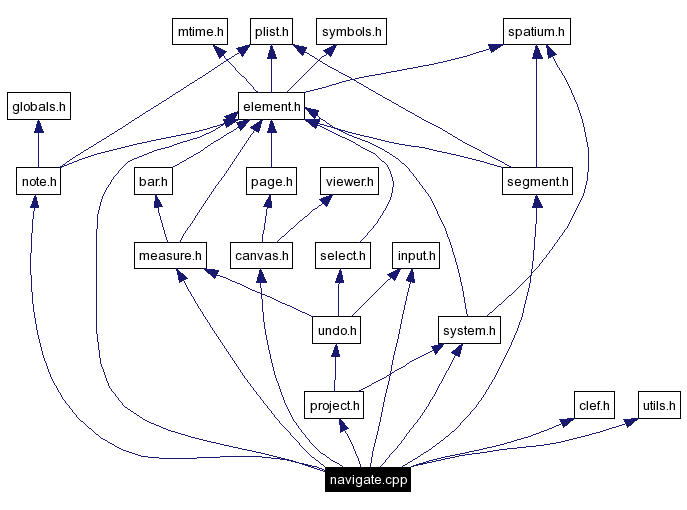 mtime.h
plist.h
symbols.h
spatium.h
globals.h
element.h
note.h
bar.h
page.h
viewer.h
segment.h
measure.h
canvas.h
select.h
input.h
undo.h
system.h
project.h
clef.h
utils.h
navigate.cpp